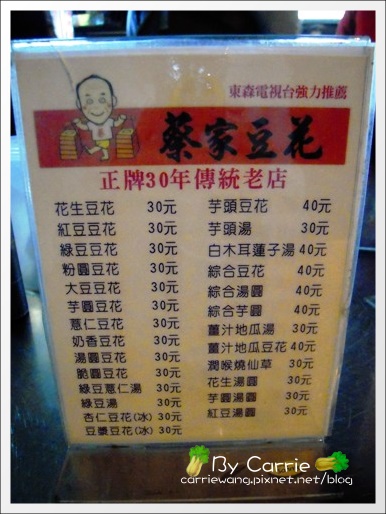 東森電視台強力推薦
蔡家豆花
正牌30年傳統老店
花生豆花 30元
紅豆豆花 30元
綠豆豆花 30元
粉圓豆花 30元
大豆豆花 30元
芋圓豆花 30元
薏仁豆花 30元
奶香豆花 30元
湯圓豆花 30元
脆圓豆花 30元
綠豆薏仁湯 30元
綠豆湯 30元
杏仁豆花(冰) 30元
豆漿豆花(冰) 30元
芋頭豆花 40元
芋頭湯 30元
白木耳蓮子湯 40元
綜合豆花 40元
綜合湯圓 40元
綜合芋圓 40元
薑汁地瓜湯 30元
薑汁地瓜豆花 40元
潤喉燒仙草 30元
花生湯圓 30元
芋圓湯圓 30元
紅豆湯圓 30元
By Carrie
carriewang.pixnet.net/blog